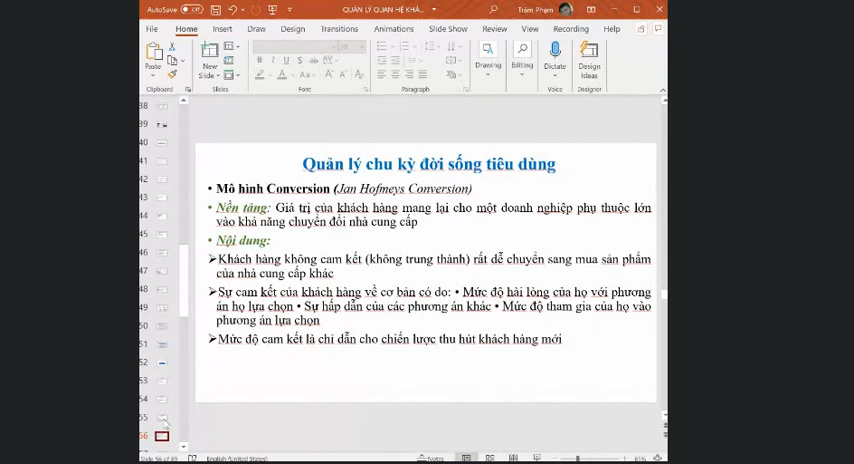 AutoSave Off QUẢN LÝ QUAN HỆ KHÁ... Trâm Phạm
File Home Insert Draw Design Transitions Animations Slide Show Review View Recording Help
Paste New Slide Drawing Editing Dictate Design Ideas
Clipboard Slides Font Paragraph Voice Designer
38
39
40
41
42
43
44
45
46
47
48
49
50
51
52
53
54
55
56
Quản lý chu kỳ đời sống tiêu dùng
• Mô hình Conversion (Jan Hofmeys Conversion)
• Nền tảng: Giá trị của khách hàng mang lại cho một doanh nghiệp phụ thuộc lớn
vào khả năng chuyển đổi nhà cung cấp
• Nội dung:
➢Khách hàng không cam kết (không trung thành) rất dễ chuyển sang mua sản phẩm
của nhà cung cấp khác
➢Sự cam kết của khách hàng về cơ bản có do: • Mức độ hài lòng của họ với phương
án họ lựa chọn • Sự hấp dẫn của các phương án khác • Mức độ tham gia của họ vào
phương án lựa chọn
➢Mức độ cam kết là chỉ dẫn cho chiến lược thu hút khách hàng mới
Slide 56 of 89 English (United States) Notes 61%